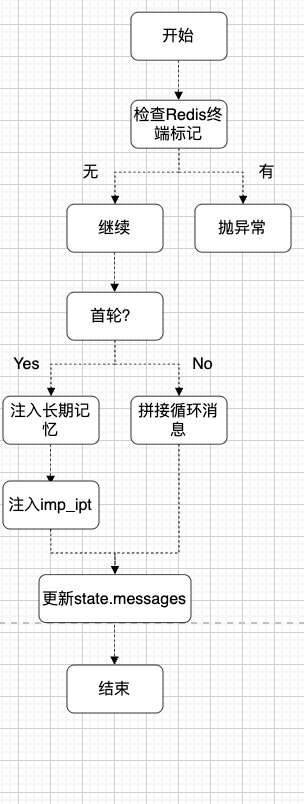 开始
检查Redis终
端标记
无
有
继续
抛异常
首轮?
Yes
No
注入长期记
忆
拼接循环消
息
注入imp_ipt
更新state.messages
结束